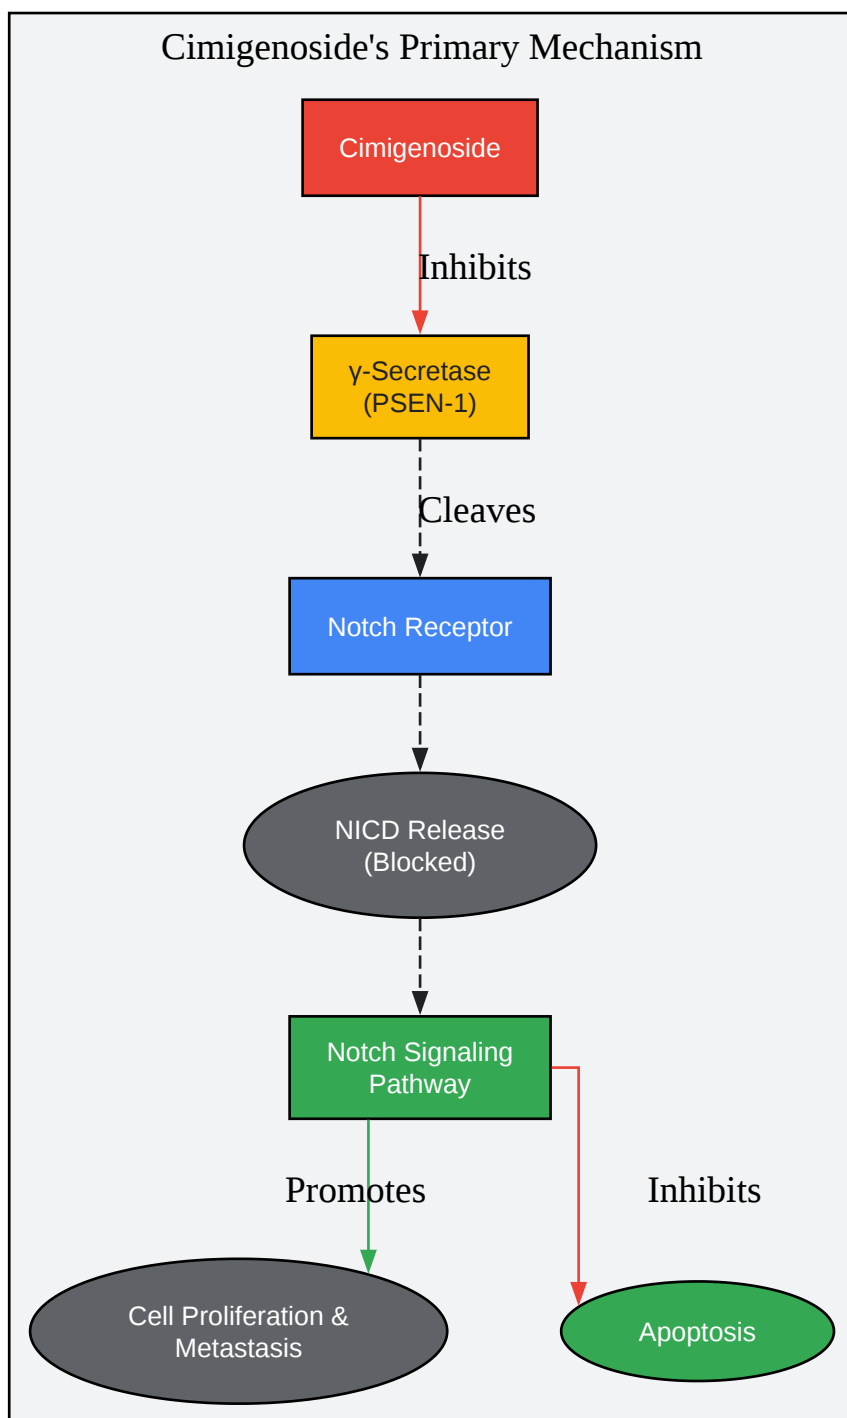 Cimigenoside's Primary Mechanism
Cimigenoside
Inhibits
γ-Secretase
(PSEN-1)
Cleaves
Notch Receptor
NICD Release
(Blocked)
Notch Signaling
Pathway
Promotes
Inhibits
Cell Proliferation &
Metastasis
Apoptosis